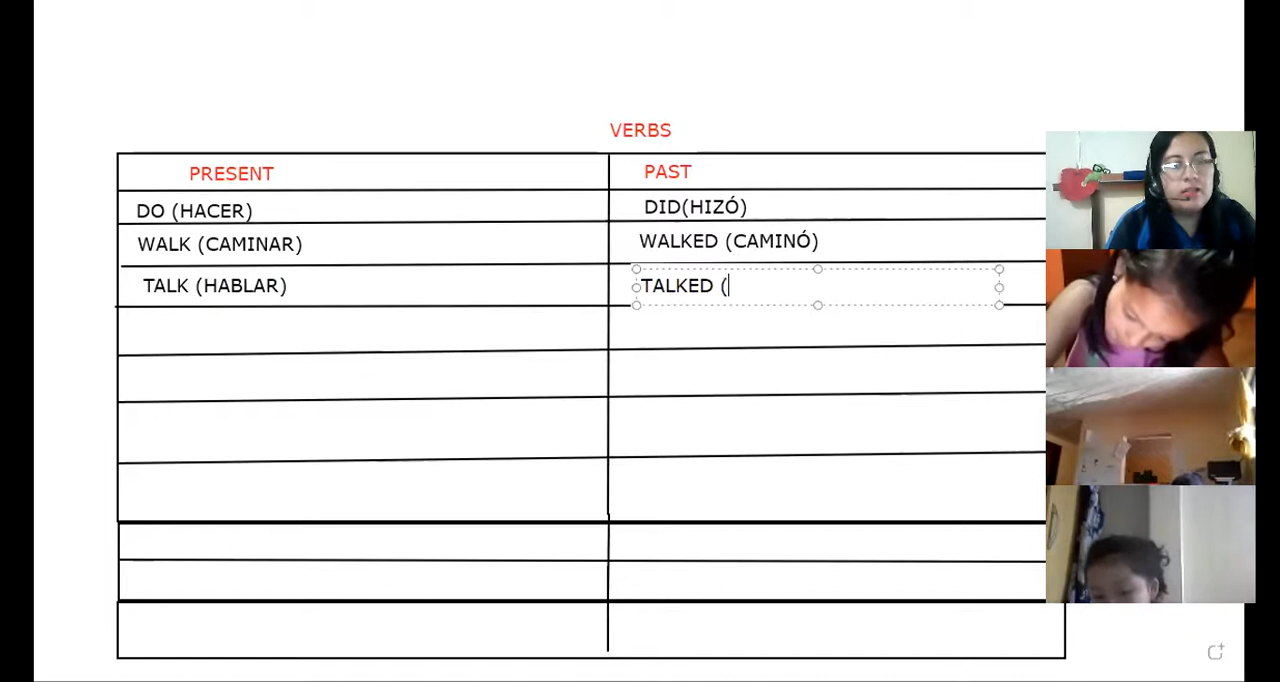 VERBS
PRESENT PAST
DO (HACER) DID(HIZÓ)
WALK (CAMINAR) WALKED (CAMINÓ)
TALK (HABLAR) TALKED (